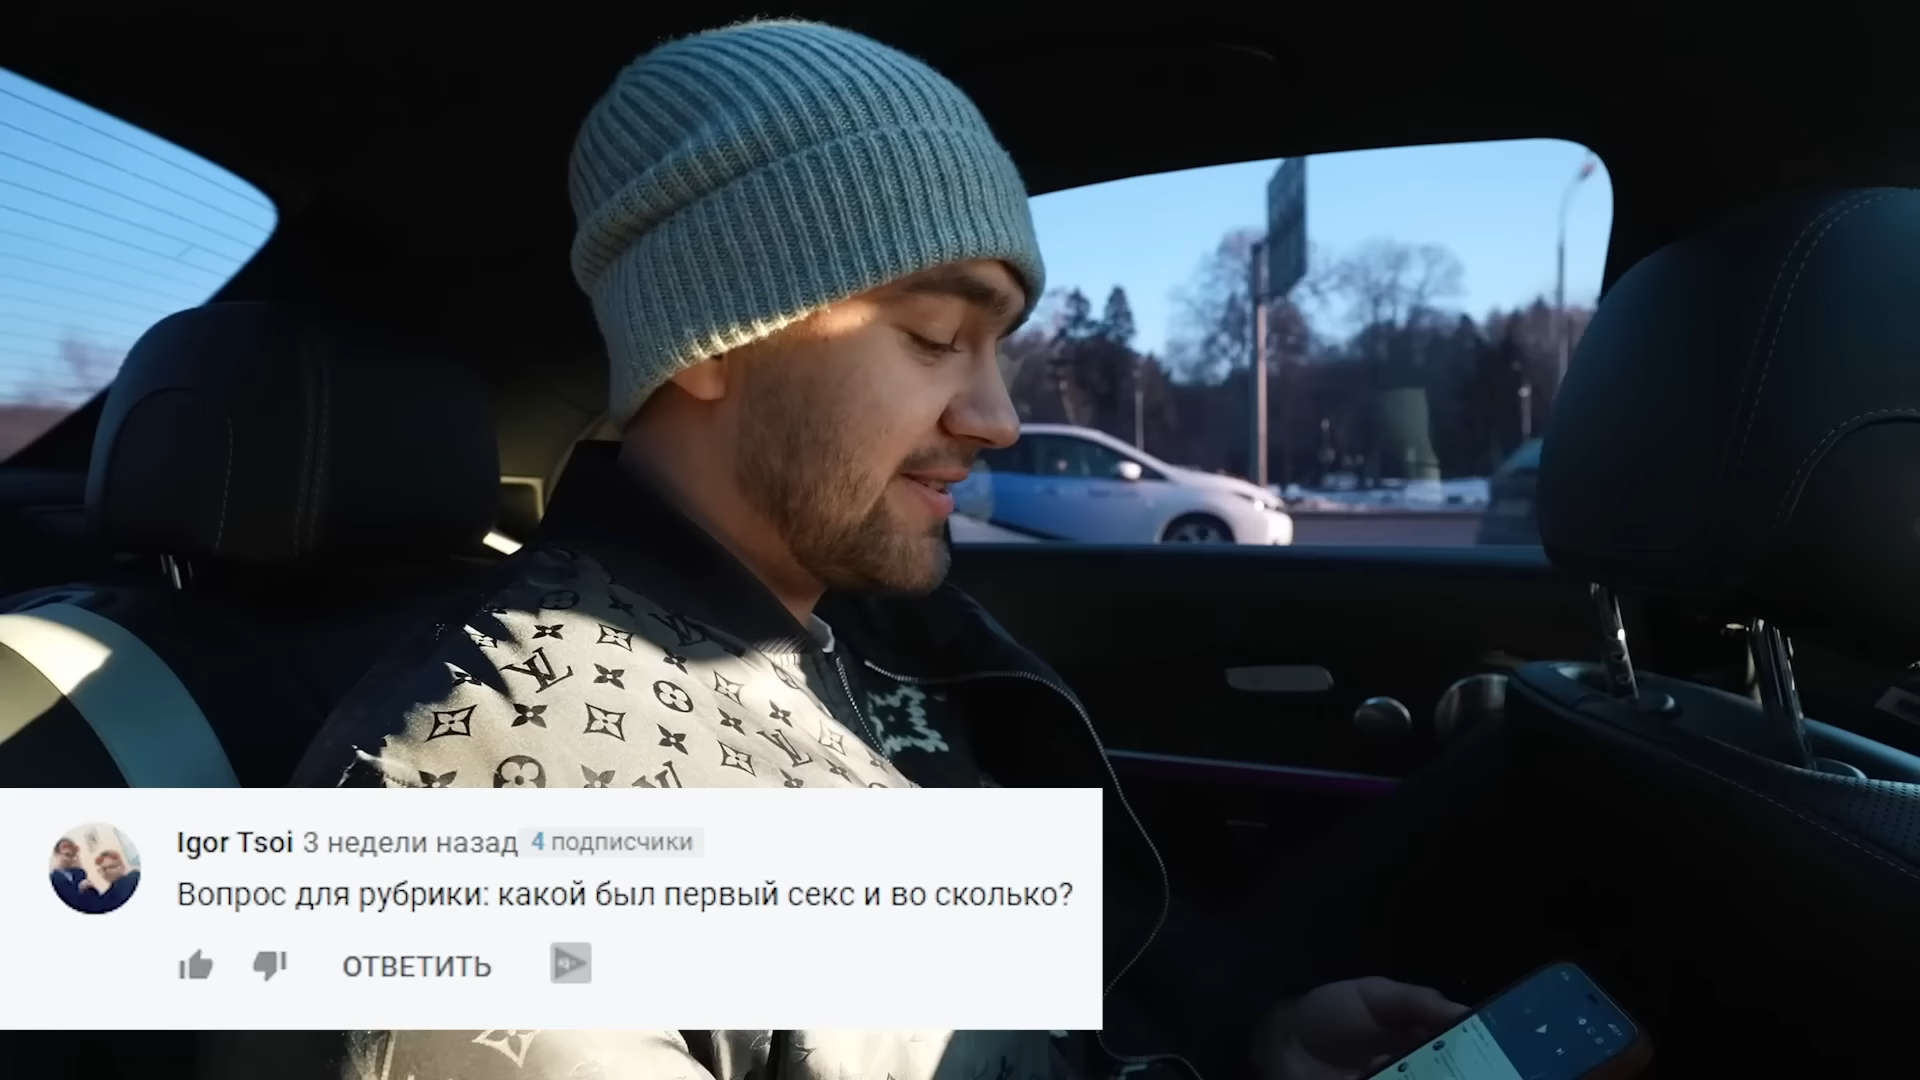 Igor Tsoi 3 недели назад 4 подписчики
Вопрос для рубрики: какой был первый секс и во сколько?
ОТВЕТИТЬ